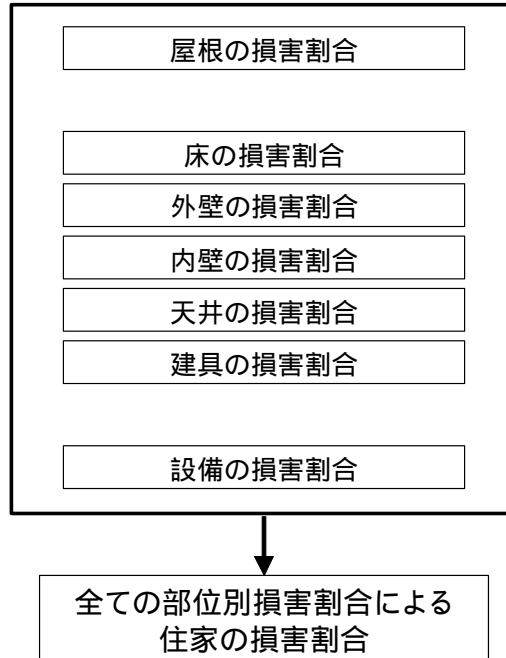 屋根の損害割合
床の損害割合
外壁の損害割合
内壁の損害割合
天井の損害割合
建具の損害割合
設備の損害割合
全ての部位別損害割合による
住家の損害割合